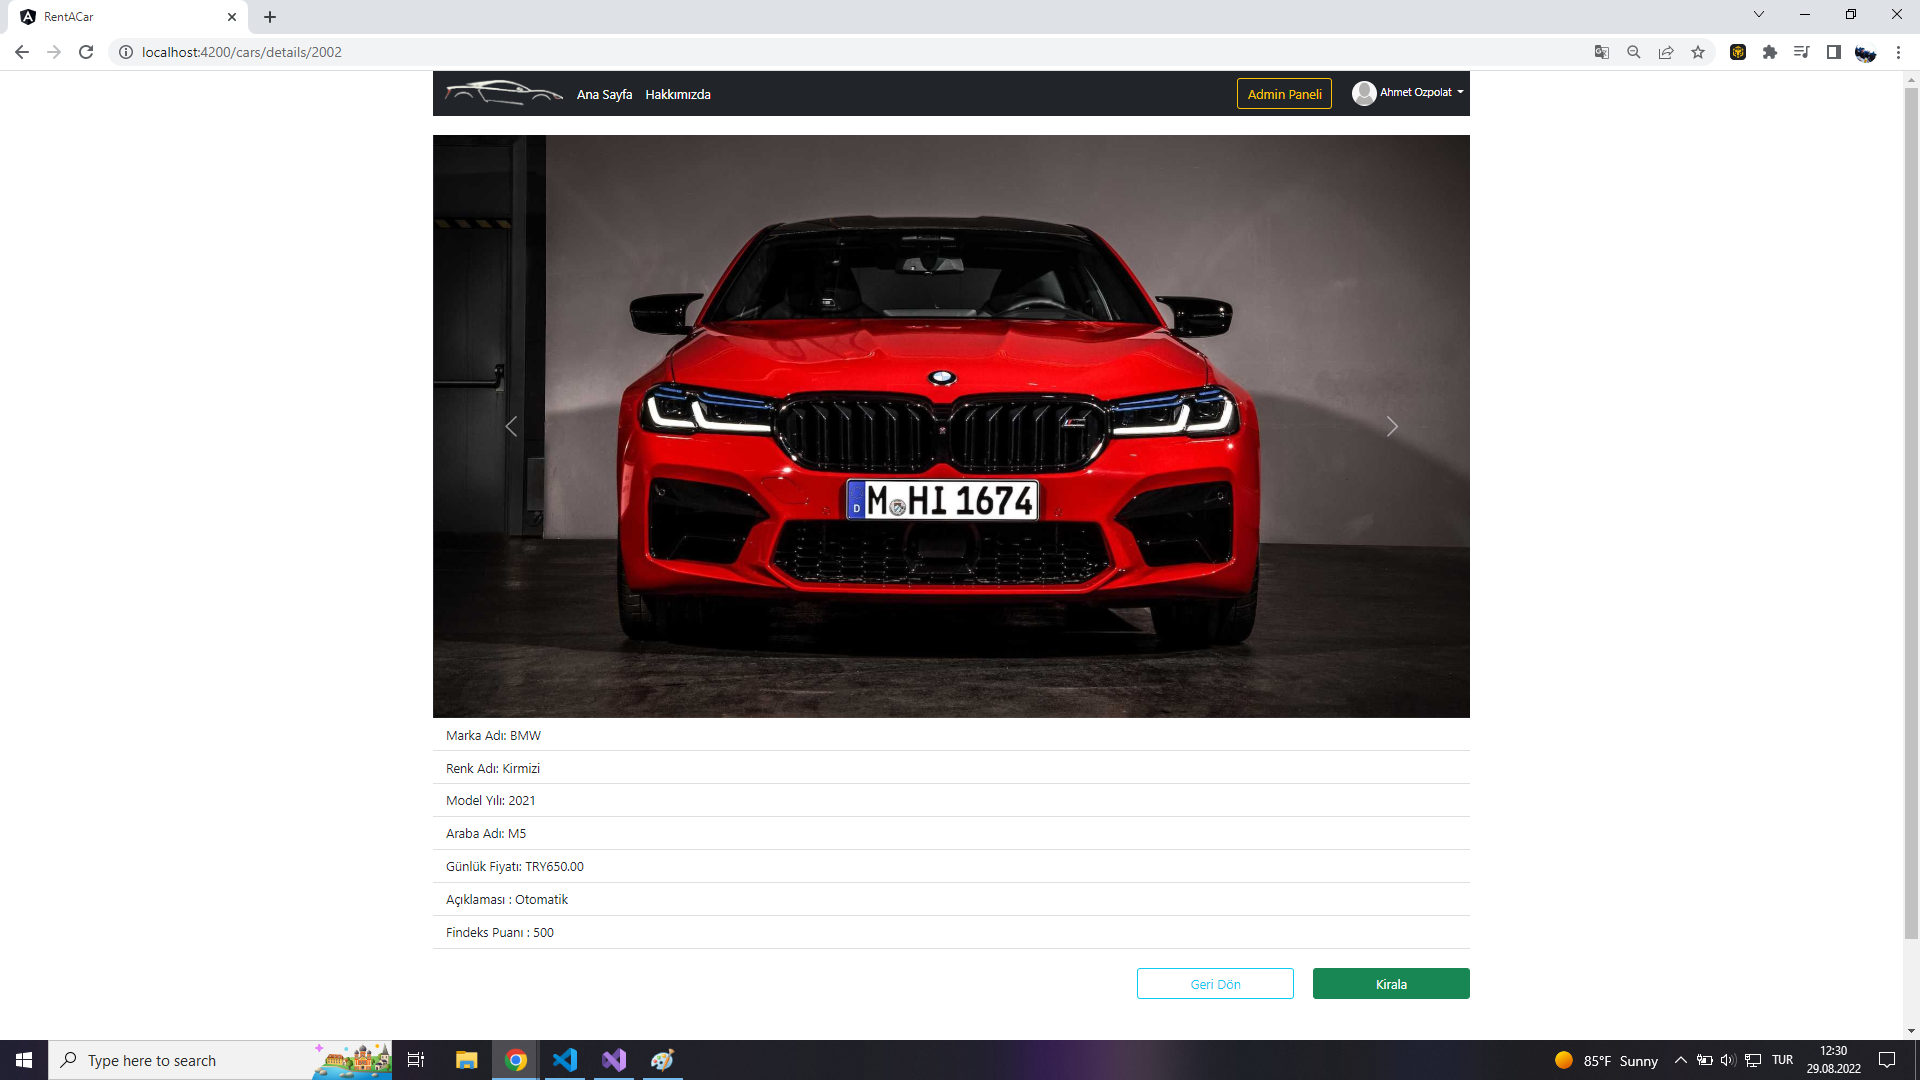 RentACar
localhost:4200/cars/details/2002
Ana Sayfa Hakkımızda Admin Paneli Ahmet Ozpolat
D M HI 1674
Marka Adı: BMW
Renk Adı: Kirmizi
Model Yılı: 2021
Araba Adı: M5
Günlük Fiyatı: TRY650.00
Açıklaması : Otomatik
Findeks Puanı : 500
Geri Dön Kirala
Type here to search 85°F Sunny TUR 12:30
29.08.2022